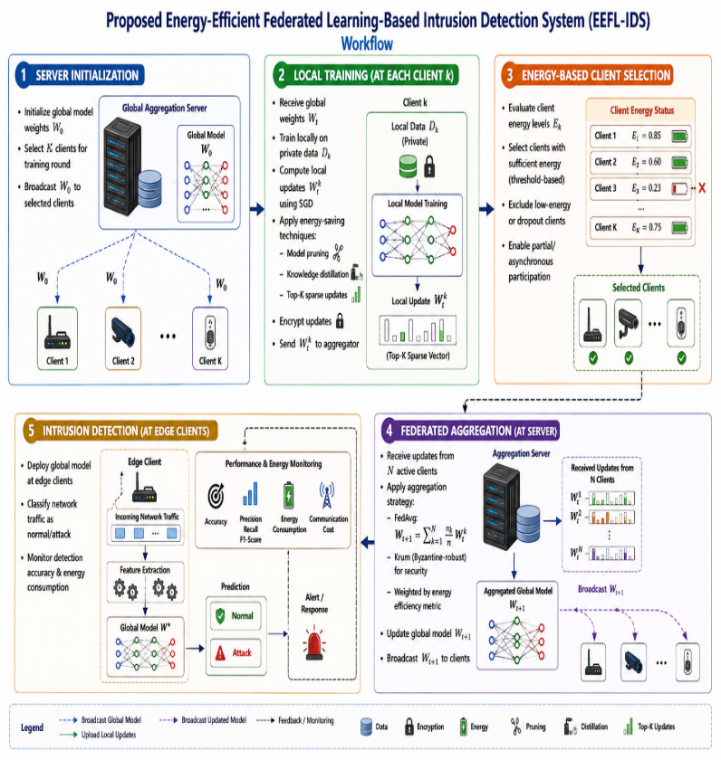 Proposed Energy-Efficient Federated Learning-Based Intrusion Detection System (EEFL-IDS)
Workflow
1 SERVER INITIALIZATION
• Initialize global model
weights W₀
• Select K clients for
training round
• Broadcast W₀ to
selected clients
Global Aggregation Server
Global Model
W₀
W₀
W₀
W₀
Client 1
Client 2
•••
Client K
2 LOCAL TRAINING (AT EACH CLIENT k)
• Receive global
weights Wₜ
• Train locally on
private data Dₖ
• Compute local
updates Wₜᵏ
using SGD
• Apply energy-saving
techniques:
– Model pruning
– Knowledge distillation
– Top-K sparse updates
• Encrypt updates
• Send Wₜᵏ to aggregator
Client k
Local Data Dₖ
(Private)
Local Model Training
Local Update Wₜᵏ
(Top-K Sparse Vector)
3 ENERGY-BASED CLIENT SELECTION
• Evaluate client
energy levels Eₖ
• Select clients with
sufficient energy
(threshold-based)
• Exclude low-energy
or dropout clients
• Enable partial/
asynchronous
participation
Client Energy Status
Client 1 E₁ = 0.85
Client 2 E₂ = 0.60
Client 3 E₃ = 0.23 X
...
Client K E_K = 0.75
Selected Clients
•••
5 INTRUSION DETECTION (AT EDGE CLIENTS)
• Deploy global model
at edge clients
• Classify network
traffic as
normal/attack
• Monitor detection
accuracy & energy
consumption
Edge Client
Incoming Network Traffic
Feature Extraction
Global Model W*
Performance & Energy Monitoring
Accuracy
Precision
Recall
F1-Score
Energy
Consumption
Communication
Cost
Prediction
Normal
Attack
Alert /
Response
4 FEDERATED AGGREGATION (AT SERVER)
• Receive updates from
N active clients
• Apply aggregation
strategy:
– FedAvg:
Wₜ₊₁ = ∑ₖ₌₁ᴺ nₖ/n Wₜᵏ
– Krum (Byzantine-robust)
for security
– Weighted by energy
efficiency metric
• Update global model Wₜ₊₁
• Broadcast Wₜ₊₁ to clients
Aggregation Server
Aggregated Global Model
Wₜ₊₁
Received Updates from
N Clients
Wₜ¹
Wₜ²
⋮
Wₜᴺ
Broadcast Wₜ₊₁
•••
Legend
Broadcast Global Model
Broadcast Updated Model
Feedback / Monitoring
Upload Local Updates
Data
Encryption
Energy
Pruning
Distillation
Top-K Updates